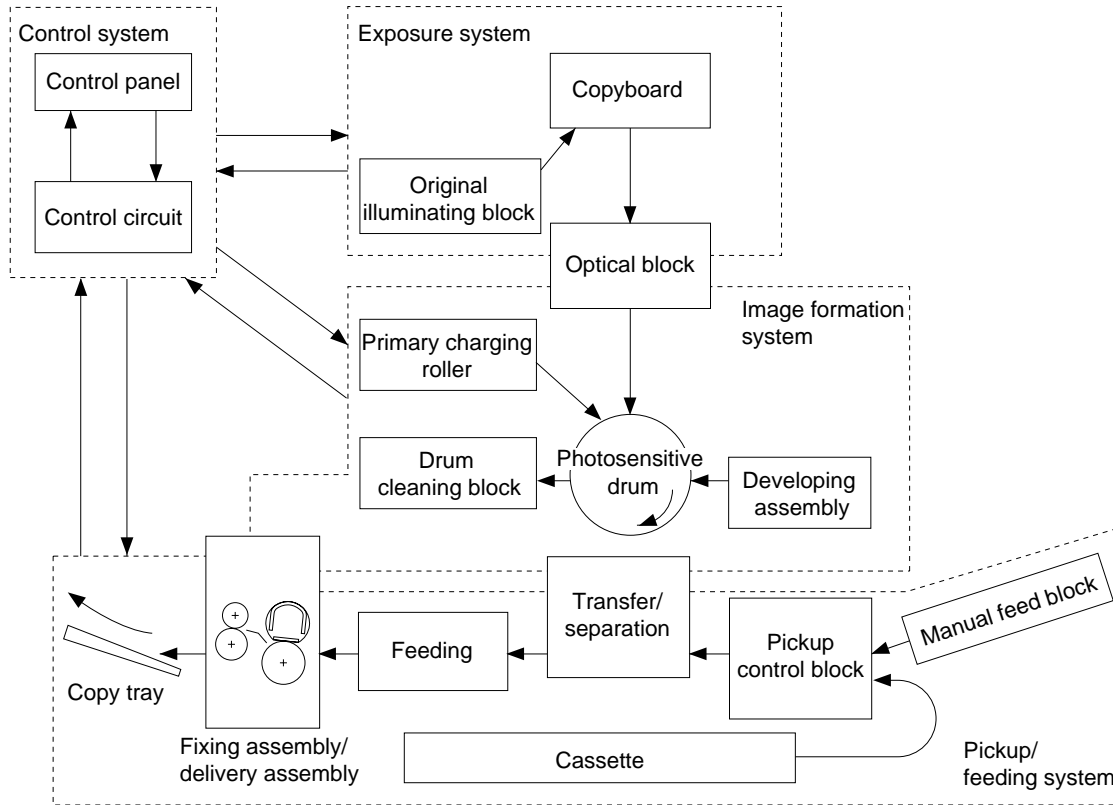 Control system
Control panel
Control circuit
Exposure system
Copyboard
Original
illuminating block
Optical block
Image formation
system
Primary charging
roller
Drum
cleaning block
Photosensitive
drum
Developing
assembly
Transfer/
separation
Manual feed block
Pickup
control block
Feeding
Copy tray
Fixing assembly/
delivery assembly
Cassette
Pickup/
feeding system